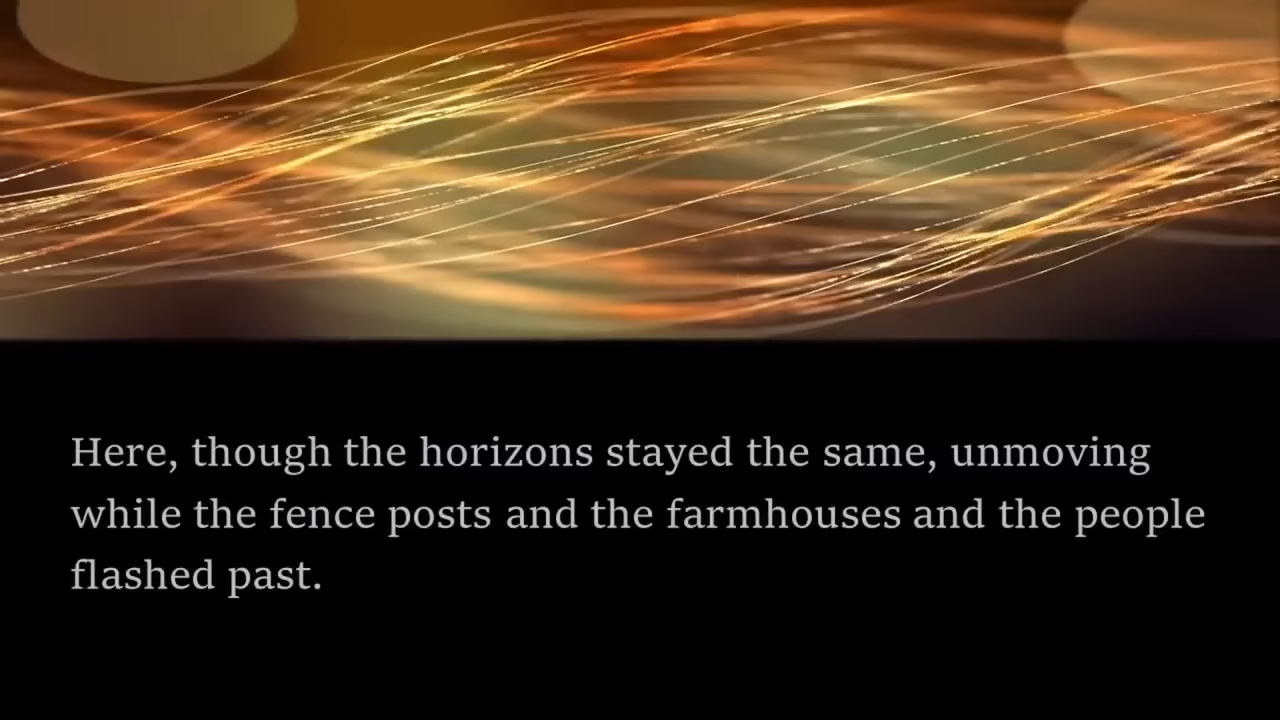 Here, though the horizons stayed the same, unmoving
while the fence posts and the farmhouses and the people
flashed past.